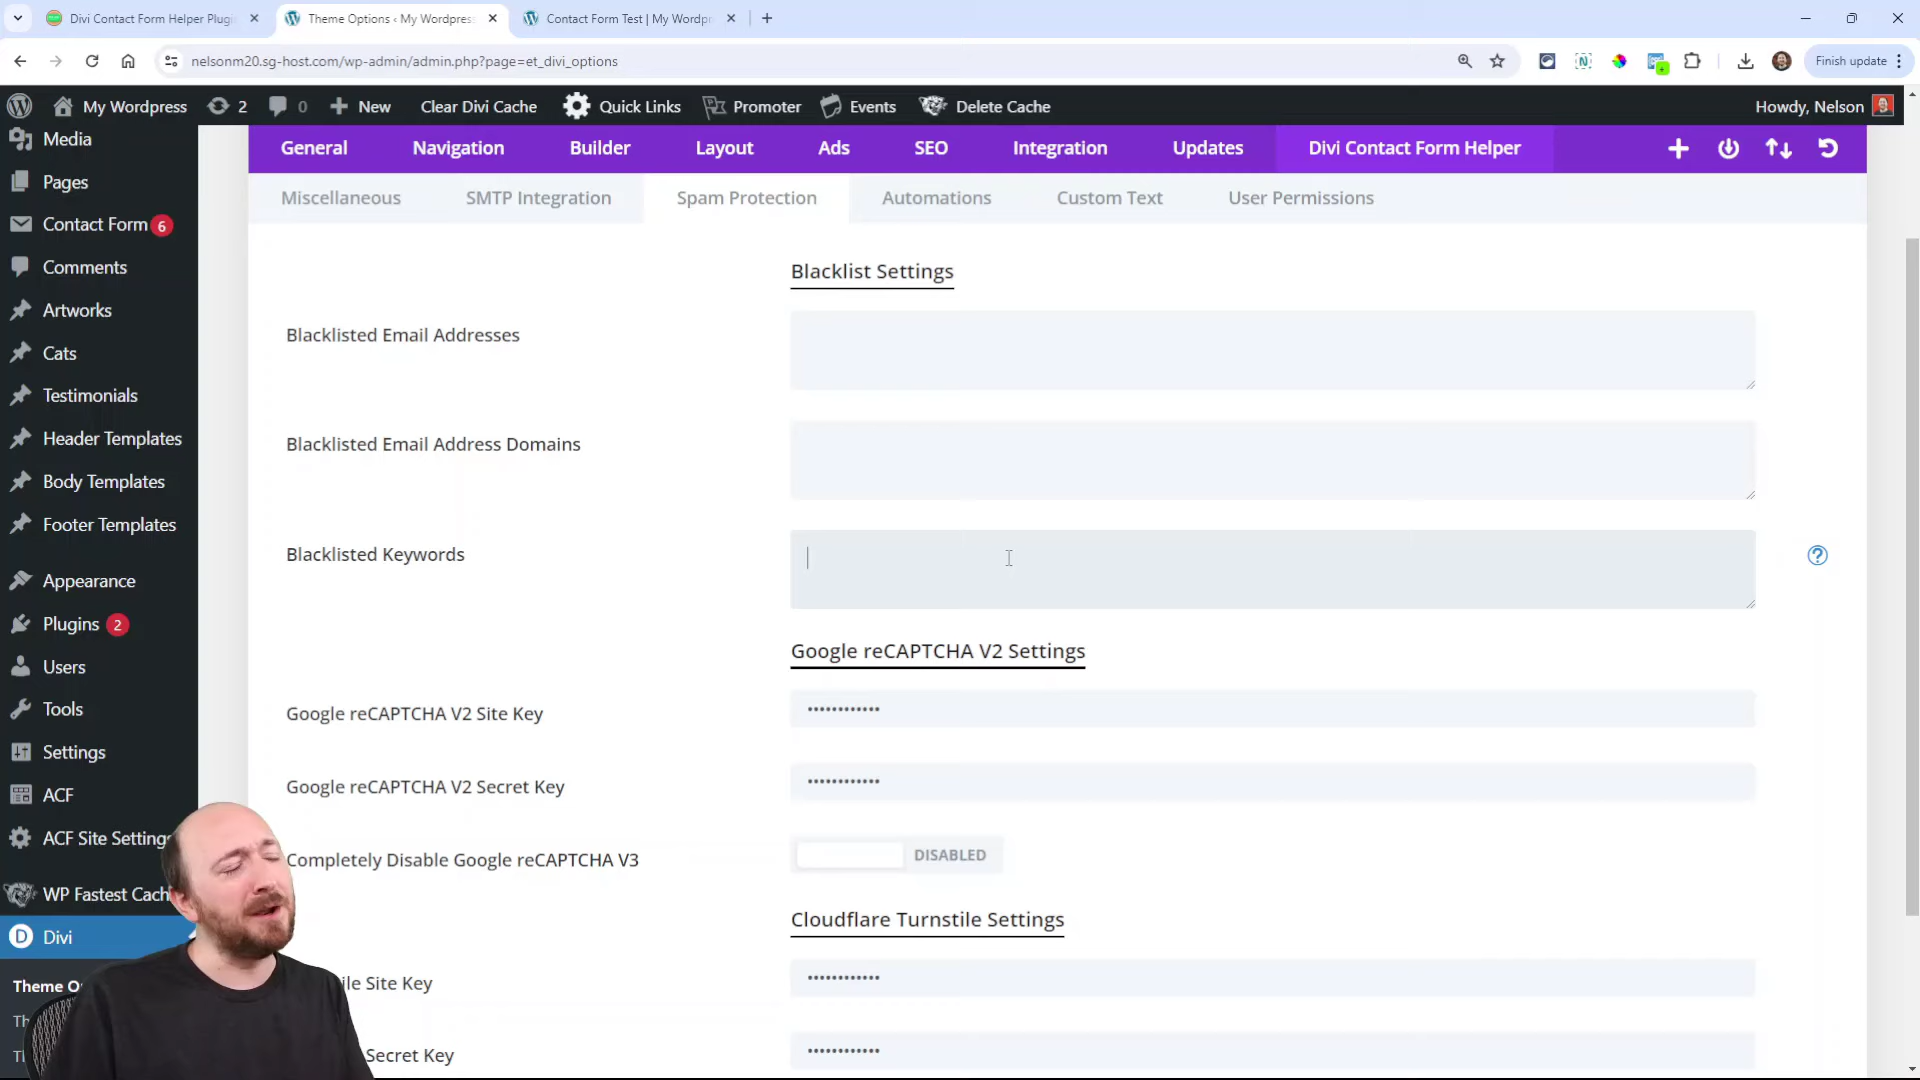 Divi Contact Form Helper Plugi
Theme Options ‹ My Wordpress
Contact Form Test | My Wordp
nelsonm20.sg-host.com/wp-admin/admin.php?page=et_divi_options
Finish update
My Wordpress
2
0
New
Clear Divi Cache
Quick Links
Promoter
Events
Delete Cache
Howdy, Nelson
Media
Pages
Contact Form 6
Comments
Artworks
Cats
Testimonials
Header Templates
Body Templates
Footer Templates
Appearance
Plugins 2
Users
Tools
Settings
ACF
ACF Site Settings
WP Fastest Cach
Divi
Theme O
Th
Th
General
Navigation
Builder
Layout
Ads
SEO
Integration
Updates
Divi Contact Form Helper
Miscellaneous
SMTP Integration
Spam Protection
Automations
Custom Text
User Permissions
Blacklist Settings
Blacklisted Email Addresses
Blacklisted Email Address Domains
Blacklisted Keywords
Google reCAPTCHA V2 Settings
Google reCAPTCHA V2 Site Key
••••••••••••
Google reCAPTCHA V2 Secret Key
••••••••••••
Completely Disable Google reCAPTCHA V3
DISABLED
Cloudflare Turnstile Settings
ile Site Key
••••••••••••
Secret Key
••••••••••••